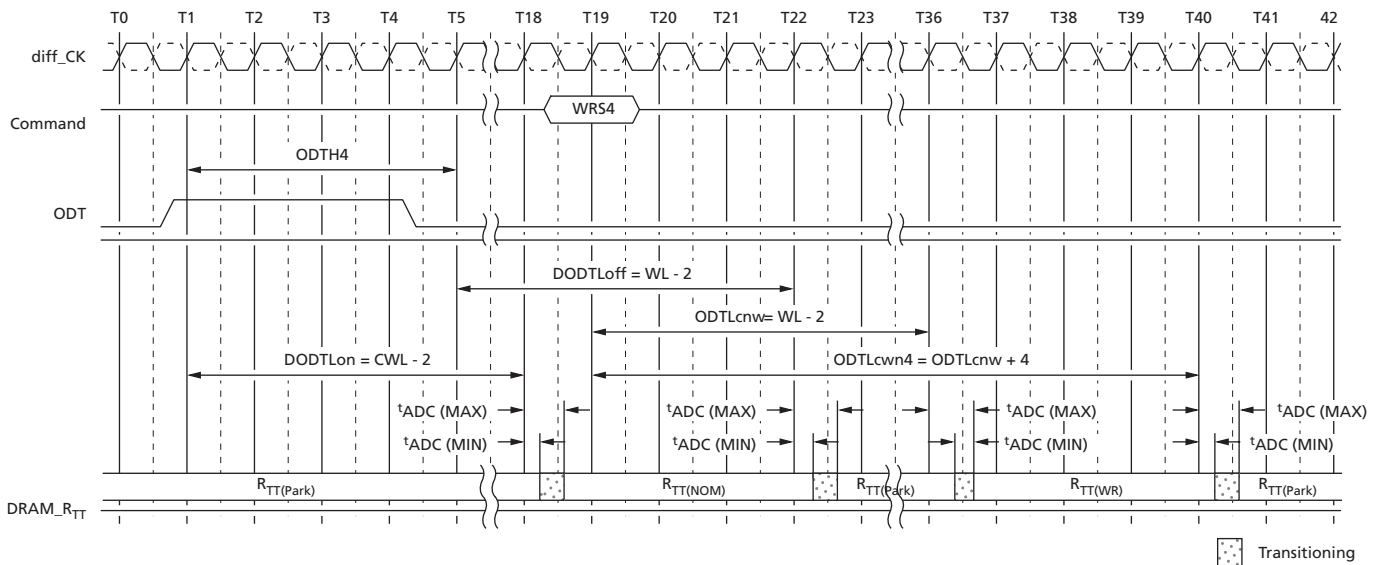 T0 T1 T2 T3 T4 T5 T18 T19 T20 T21 T22 T23 T36 T37 T38 T39 T40 T41 42
diff_CK
Command
WRS4
ODTH4
ODT
DODTLoff = WL - 2
ODTLcnw= WL - 2
DODTLon = CWL - 2
ODTLcwn4 = ODTLcnw + 4
tADC (MAX) tADC (MAX) tADC (MAX) tADC (MAX)
tADC (MIN) tADC (MIN) tADC (MIN) tADC (MIN)
RTT(Park) RTT(NOM) RTT(Park) RTT(WR) RTT(Park)
DRAM_RTT
Transitioning